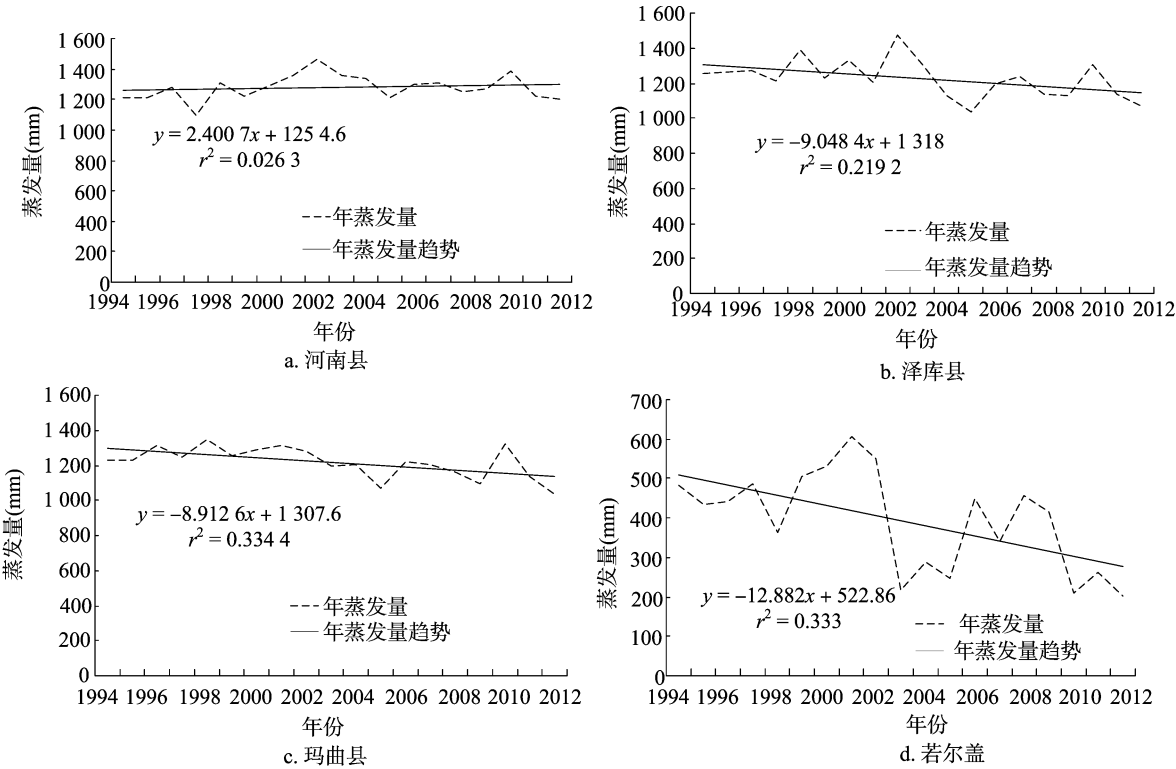 1 600
1 400
1 200
1 000
800
600
400
200
0
蒸发量(mm)
y = 2.400 7x + 125 4.6
r² = 0.026 3
年蒸发量
年蒸发量趋势
1994 1996 1998 2000 2002 2004 2006 2008 2010 2012
年份
a. 河南县
1 600
1 400
1 200
1 000
800
600
400
200
0
蒸发量(mm)
y = –9.048 4x + 1 318
r² = 0.219 2
年蒸发量
年蒸发量趋势
1994 1996 1998 2000 2002 2004 2006 2008 2010 2012
年份
b. 泽库县
1 600
1 400
1 200
1 000
800
600
400
200
0
蒸发量(mm)
y = –8.912 6x + 1 307.6
r² = 0.334 4
年蒸发量
年蒸发量趋势
1994 1996 1998 2000 2002 2004 2006 2008 2010 2012
年份
c. 玛曲县
700
600
500
400
300
200
100
0
蒸发量(mm)
y = –12.882x + 522.86
r² = 0.333
年蒸发量
年蒸发量趋势
1994 1996 1998 2000 2002 2004 2006 2008 2010 2012
年份
d. 若尔盖